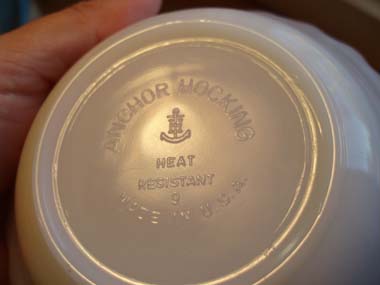 ANCHOR HOCKING
HEAT
RESISTANT
9
MADE IN U.S.A.